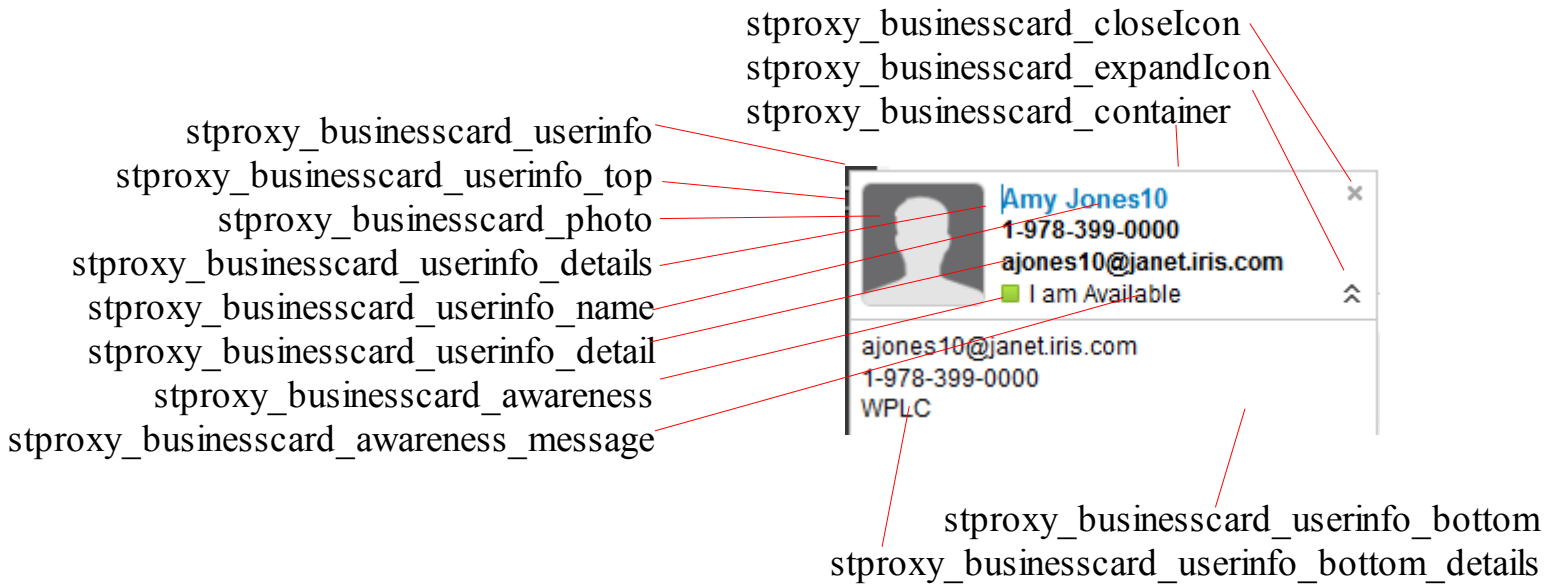 stproxy_businesscard_closeIcon
stproxy_businesscard_expandIcon
stproxy_businesscard_container
stproxy_businesscard_userinfo
stproxy_businesscard_userinfo_top
stproxy_businesscard_photo
stproxy_businesscard_userinfo_details
stproxy_businesscard_userinfo_name
stproxy_businesscard_userinfo_detail
stproxy_businesscard_awareness
stproxy_businesscard_awareness_message
Amy Jones10
1-978-399-0000
ajones10@janet.iris.com
I am Available
ajones10@janet.iris.com
1-978-399-0000
WPLC
stproxy_businesscard_userinfo_bottom
stproxy_businesscard_userinfo_bottom_details